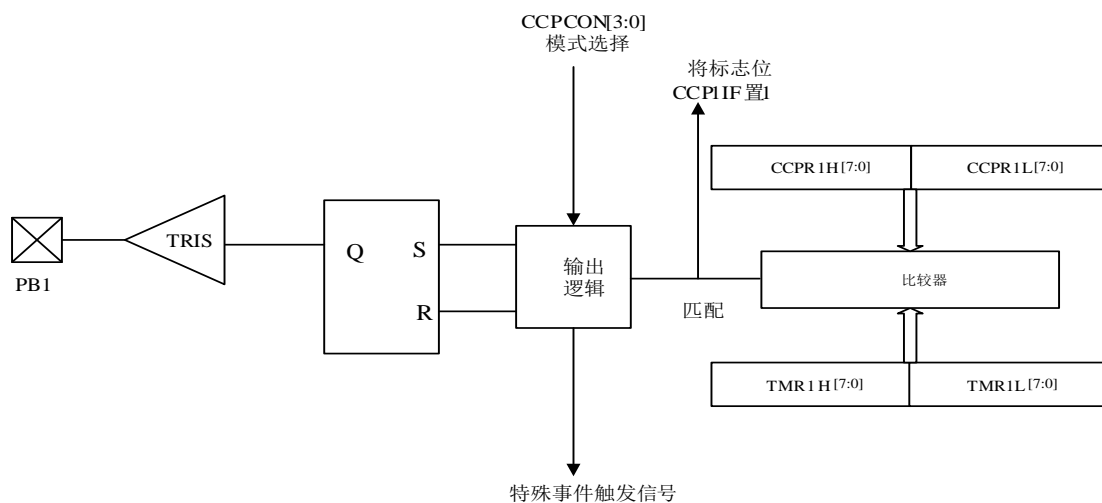 CCPCON[3:0]
模式选择
将标志位
CCP1IF置1
CCPR1H[7:0]
CCPR1L[7:0]
TRIS
Q
S
R
输出
逻辑
比较器
PB1
匹配
TMR1H[7:0]
TMR1L[7:0]
特殊事件触发信号